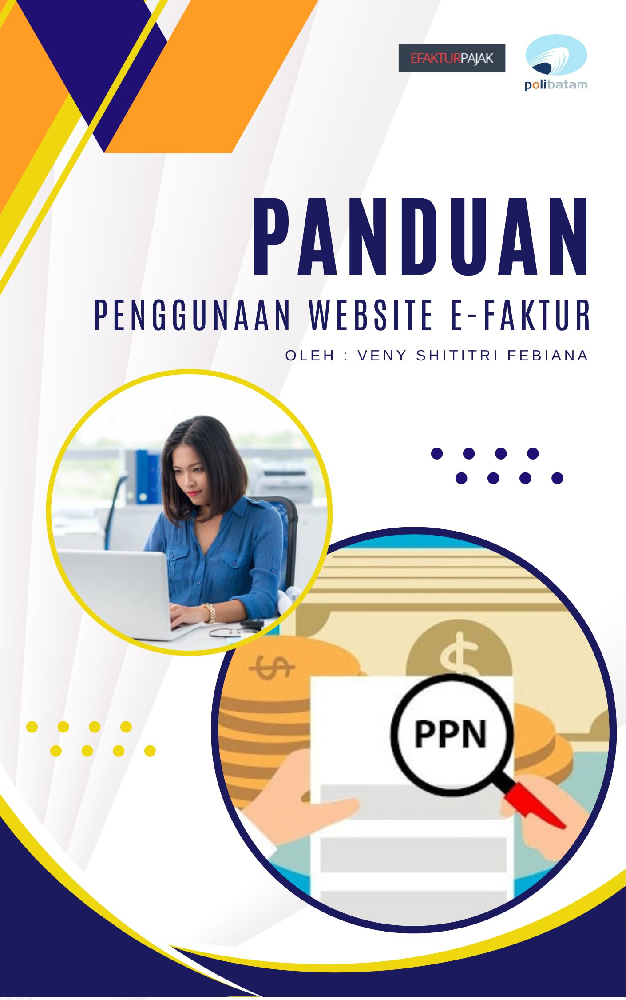 EFAKTURPAJAK
polibatam
PANDUAN
PENGGUNAAN WEBSITE E-FAKTUR
OLEH : VENY SHITITRI FEBIANA
$
$
PPN